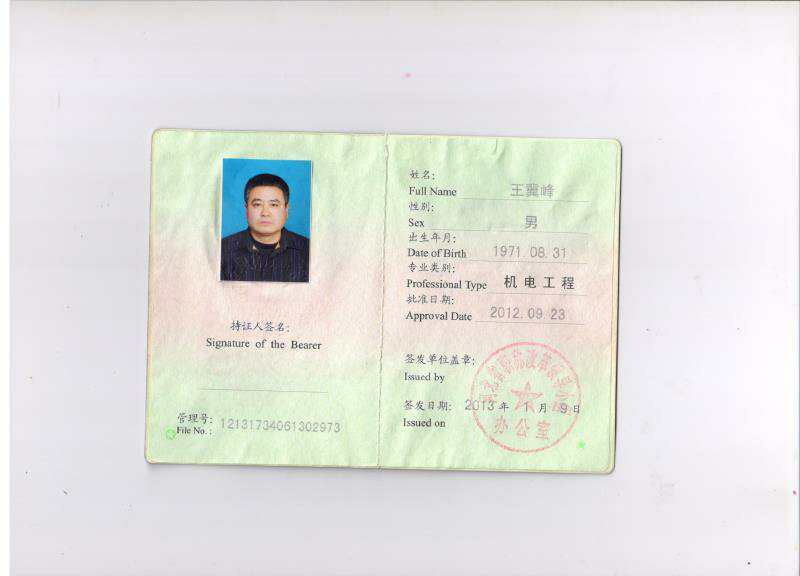 持证人签名:
Signature of the Bearer
管理号:
File No.: 12131734061302973
姓名:
Full Name 王冀峰
性别:
Sex 男
出生年月:
Date of Birth 1971.08.31
专业类别:
Professional Type 机电工程
批准日期:
Approval Date 2012.09.23
签发单位盖章:
Issued by
签发日期: 2013 年 1 月 9 日
Issued on
办公室